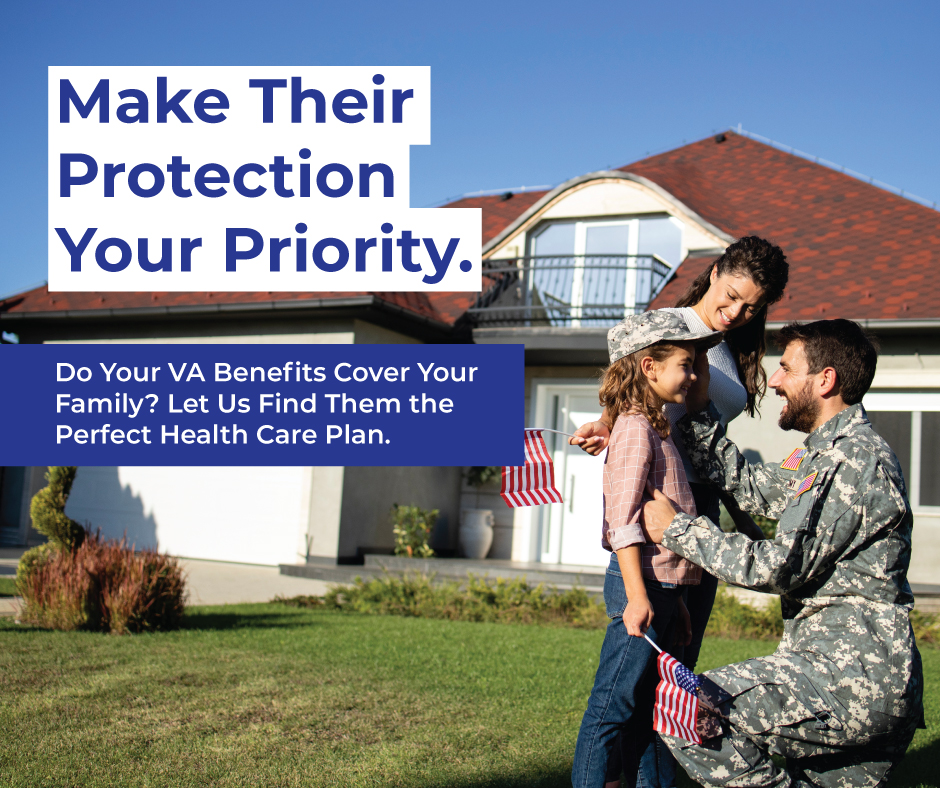 Make Their
Protection
Your Priority.
Do Your VA Benefits Cover Your
Family? Let Us Find Them the
Perfect Health Care Plan.